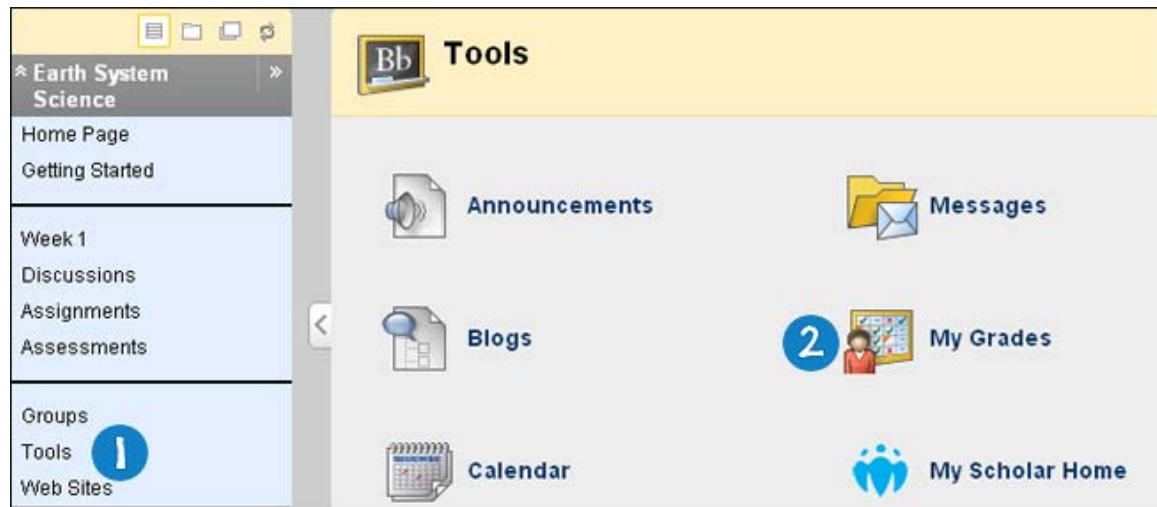 Earth System
Science
Home Page
Getting Started
Week 1
Discussions
Assignments
Assessments
Groups
Tools 1
Web Sites
Bb Tools
Announcements
Messages
Blogs
2 My Grades
Calendar
My Scholar Home